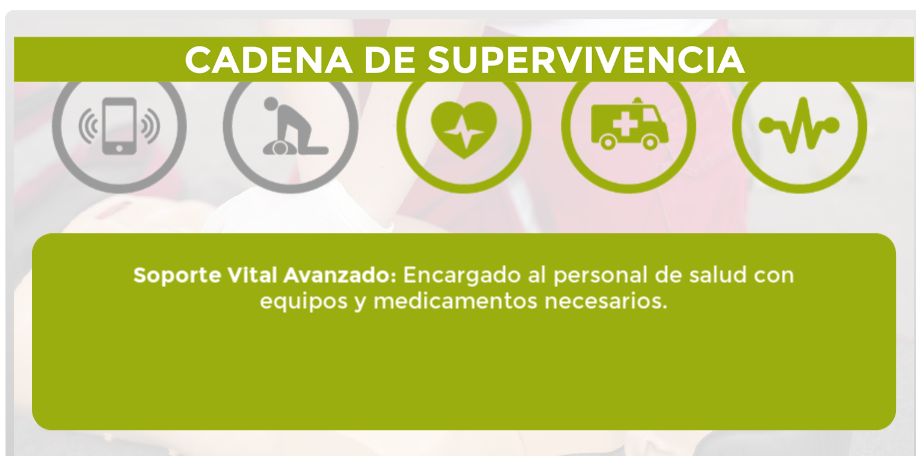 CADENA DE SUPERVIVENCIA
Soporte Vital Avanzado: Encargado al personal de salud con
equipos y medicamentos necesarios.